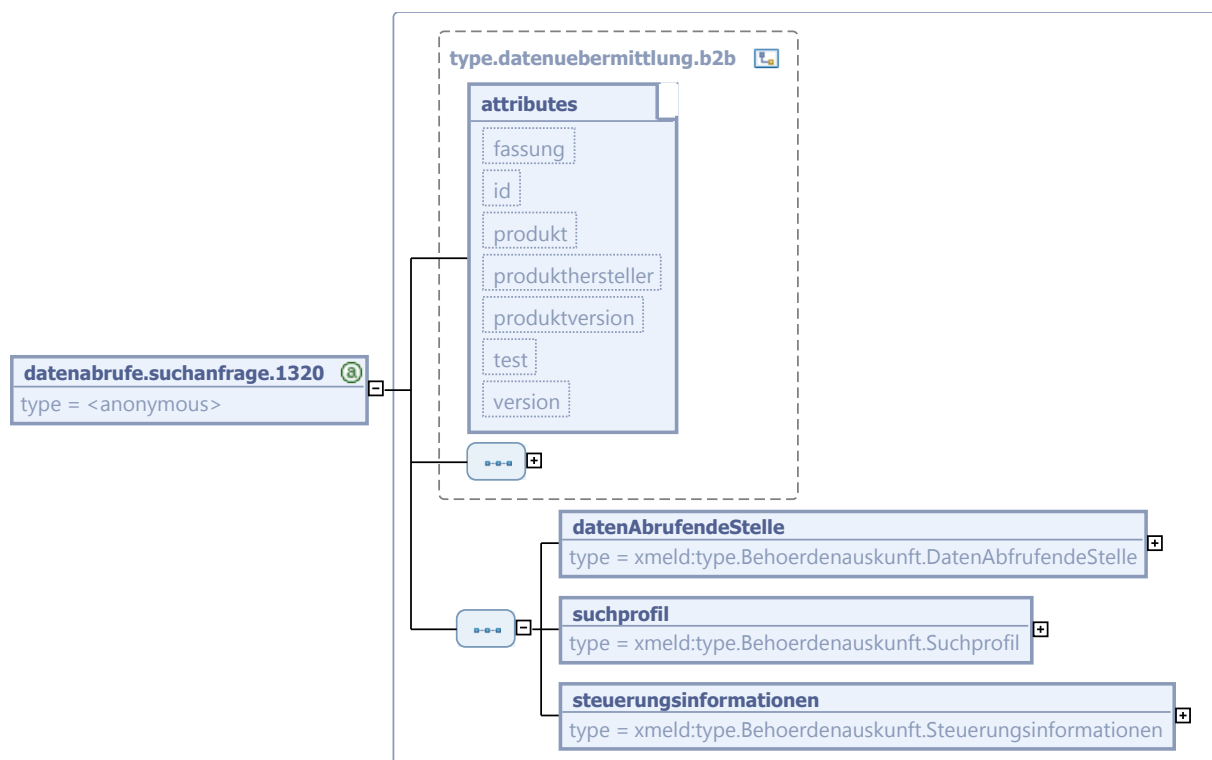 type.datenuebermittlung.b2b
attributes
fassung
id
produkt
produkthersteller
produktversion
test
version
datenabrufe.suchanfrage.1320 a
type = <anonymous>
datenAbrufendeStelle
type = xmeld:type.Behoerdenauskunft.DatenAbfrufendeStelle
suchprofil
type = xmeld:type.Behoerdenauskunft.Suchprofil
steuerungsinformationen
type = xmeld:type.Behoerdenauskunft.Steuerungsinformationen